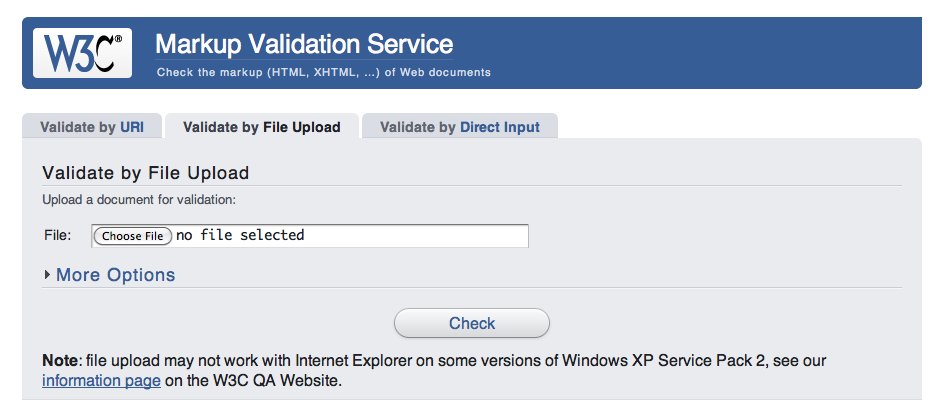 W3C® Markup Validation Service
Check the markup (HTML, XHTML, …) of Web documents
Validate by URI Validate by File Upload Validate by Direct Input
Validate by File Upload
Upload a document for validation:
File: Choose File no file selected
More Options
Check
Note: file upload may not work with Internet Explorer on some versions of Windows XP Service Pack 2, see our
information page on the W3C QA Website.